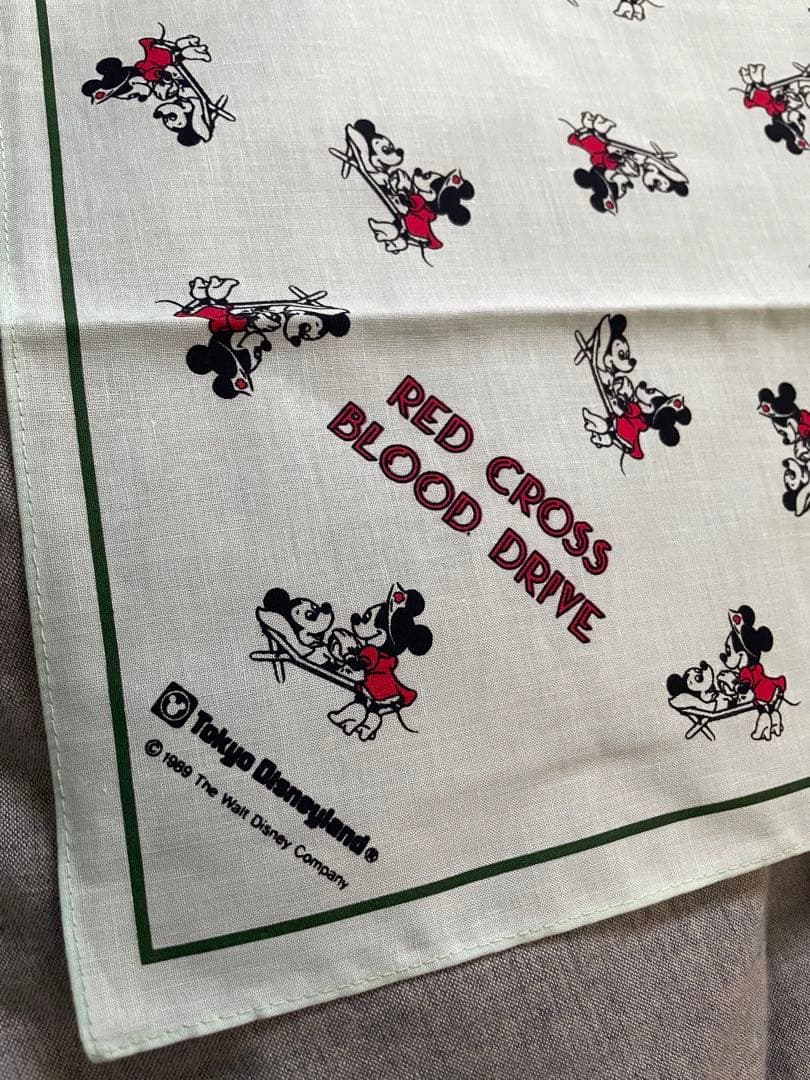 RED CROSS
BLOOD DRIVE
Tokyo Disneyland®
© 1989 The Walt Disney Company